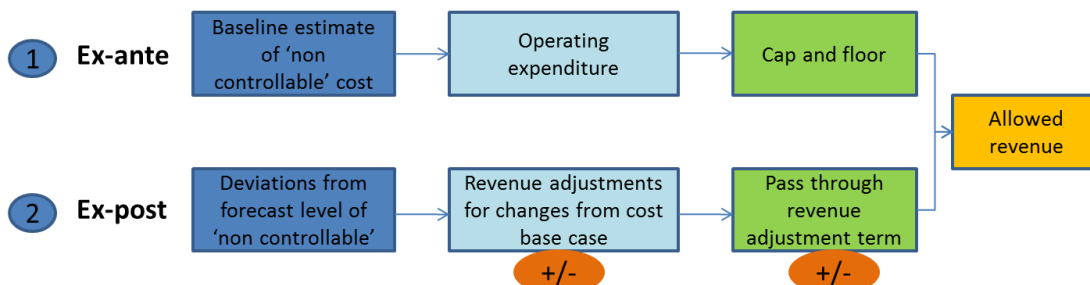 1
Ex-ante
Baseline estimate
of ‘non
controllable’ cost
Operating
expenditure
Cap and floor
Allowed
revenue
2
Ex-post
Deviations from
forecast level of
‘non controllable’
Revenue adjustments
for changes from cost
base case
+/-
Pass through
revenue
adjustment term
+/-